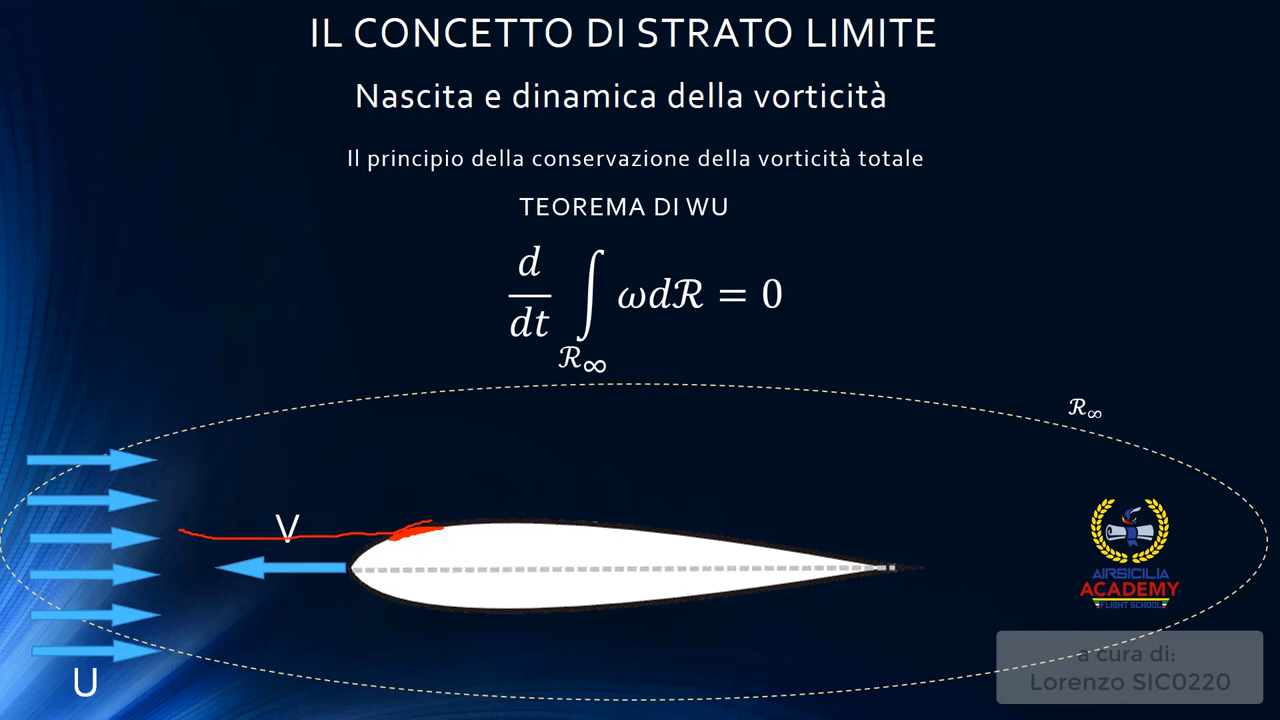 IL CONCETTO DI STRATO LIMITE
Nascita e dinamica della vorticità
Il principio della conservazione della vorticità totale
TEOREMA DI WU
d/dt ∫_{ℛ∞} ωdℛ = 0
ℛ∞
V
U
AIRSICILIA
ACADEMY
FLIGHT SCHOOL
a cura di:
Lorenzo SIC0220